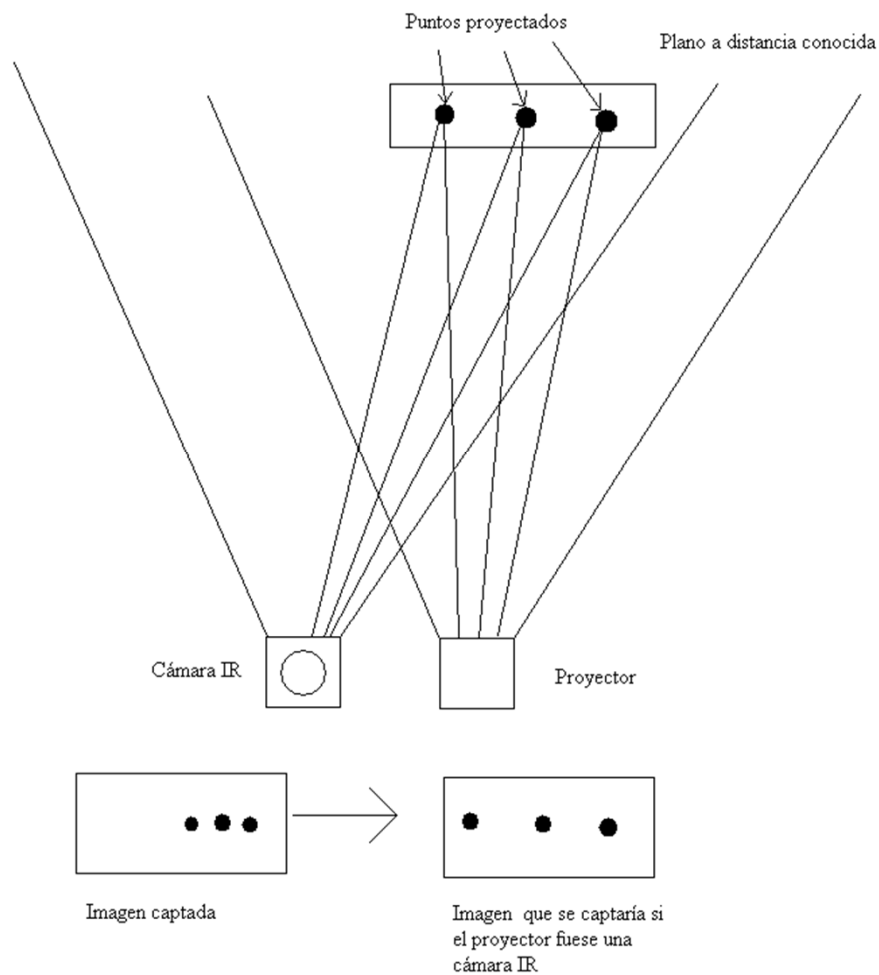 Puntos proyectados
Plano a distancia conocida
Cámara IR
Proyector
Imagen captada
Imagen que se captaría si
el proyector fuese una
cámara IR